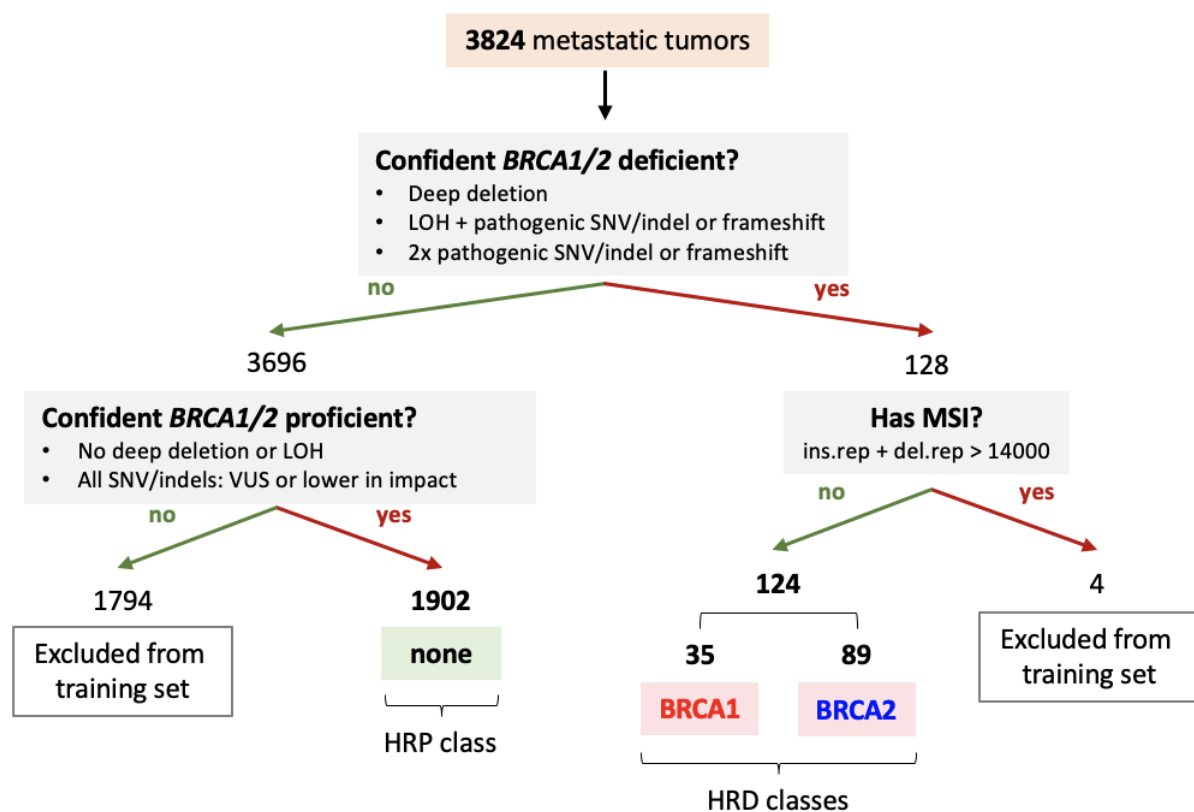 3824 metastatic tumors
Confident BRCA1/2 deficient?
• Deep deletion
• LOH + pathogenic SNV/indel or frameshift
• 2x pathogenic SNV/indel or frameshift
no
yes
3696
128
Confident BRCA1/2 proficient?
• No deep deletion or LOH
• All SNV/indels: VUS or lower in impact
Has MSI?
ins.rep + del.rep > 14000
no
yes
no
yes
1794
1902
124
4
Excluded from
training set
none
HRP class
35
89
BRCA1
BRCA2
HRD classes
Excluded from
training set